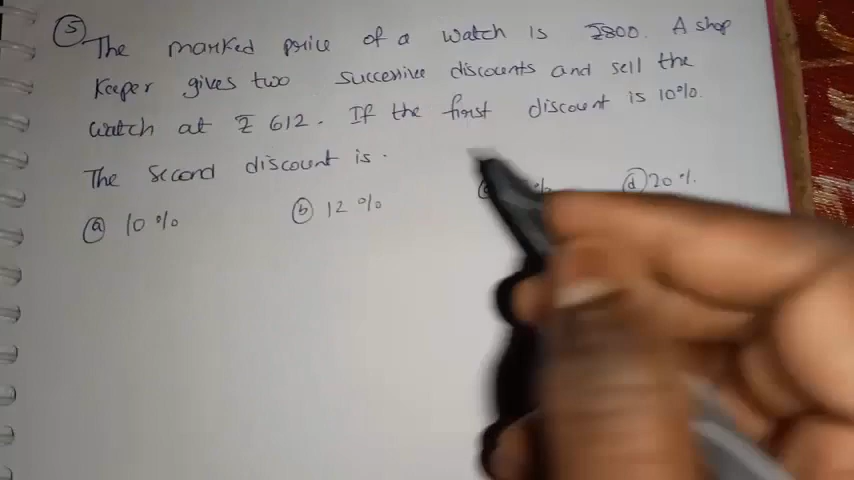 ⑤ The marked price of a watch is ₹800. A shop
keeper gives two successive discounts and sell the
watch at ₹ 612. If the first discount is 10%.
The second discount is.
ⓐ 10 % ⓑ 12 % % ⓓ 20 %.